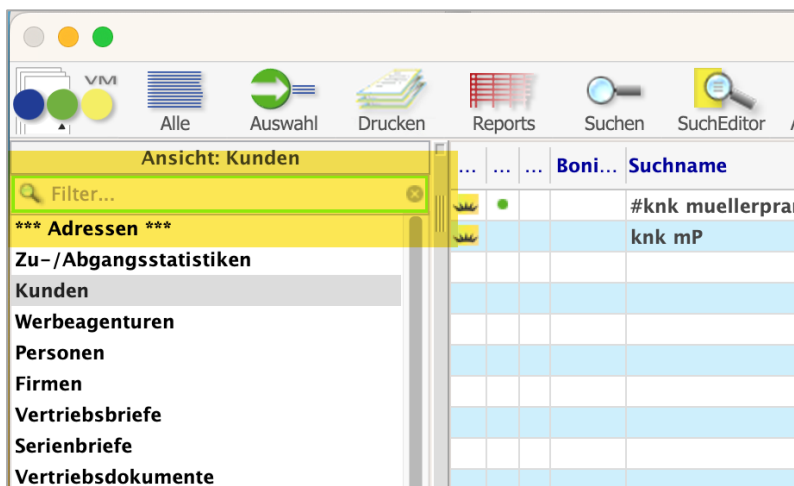 VM
Alle
Auswahl
Drucken
Reports
Suchen
SuchEditor
Ansicht: Kunden
Filter...
*** Adressen ***
Zu-/Abgangsstatistiken
Kunden
Werbeagenturen
Personen
Firmen
Vertriebsbriefe
Serienbriefe
Vertriebsdokumente
... ... ... Boni... Suchname
#knk muellerpra
knk mP